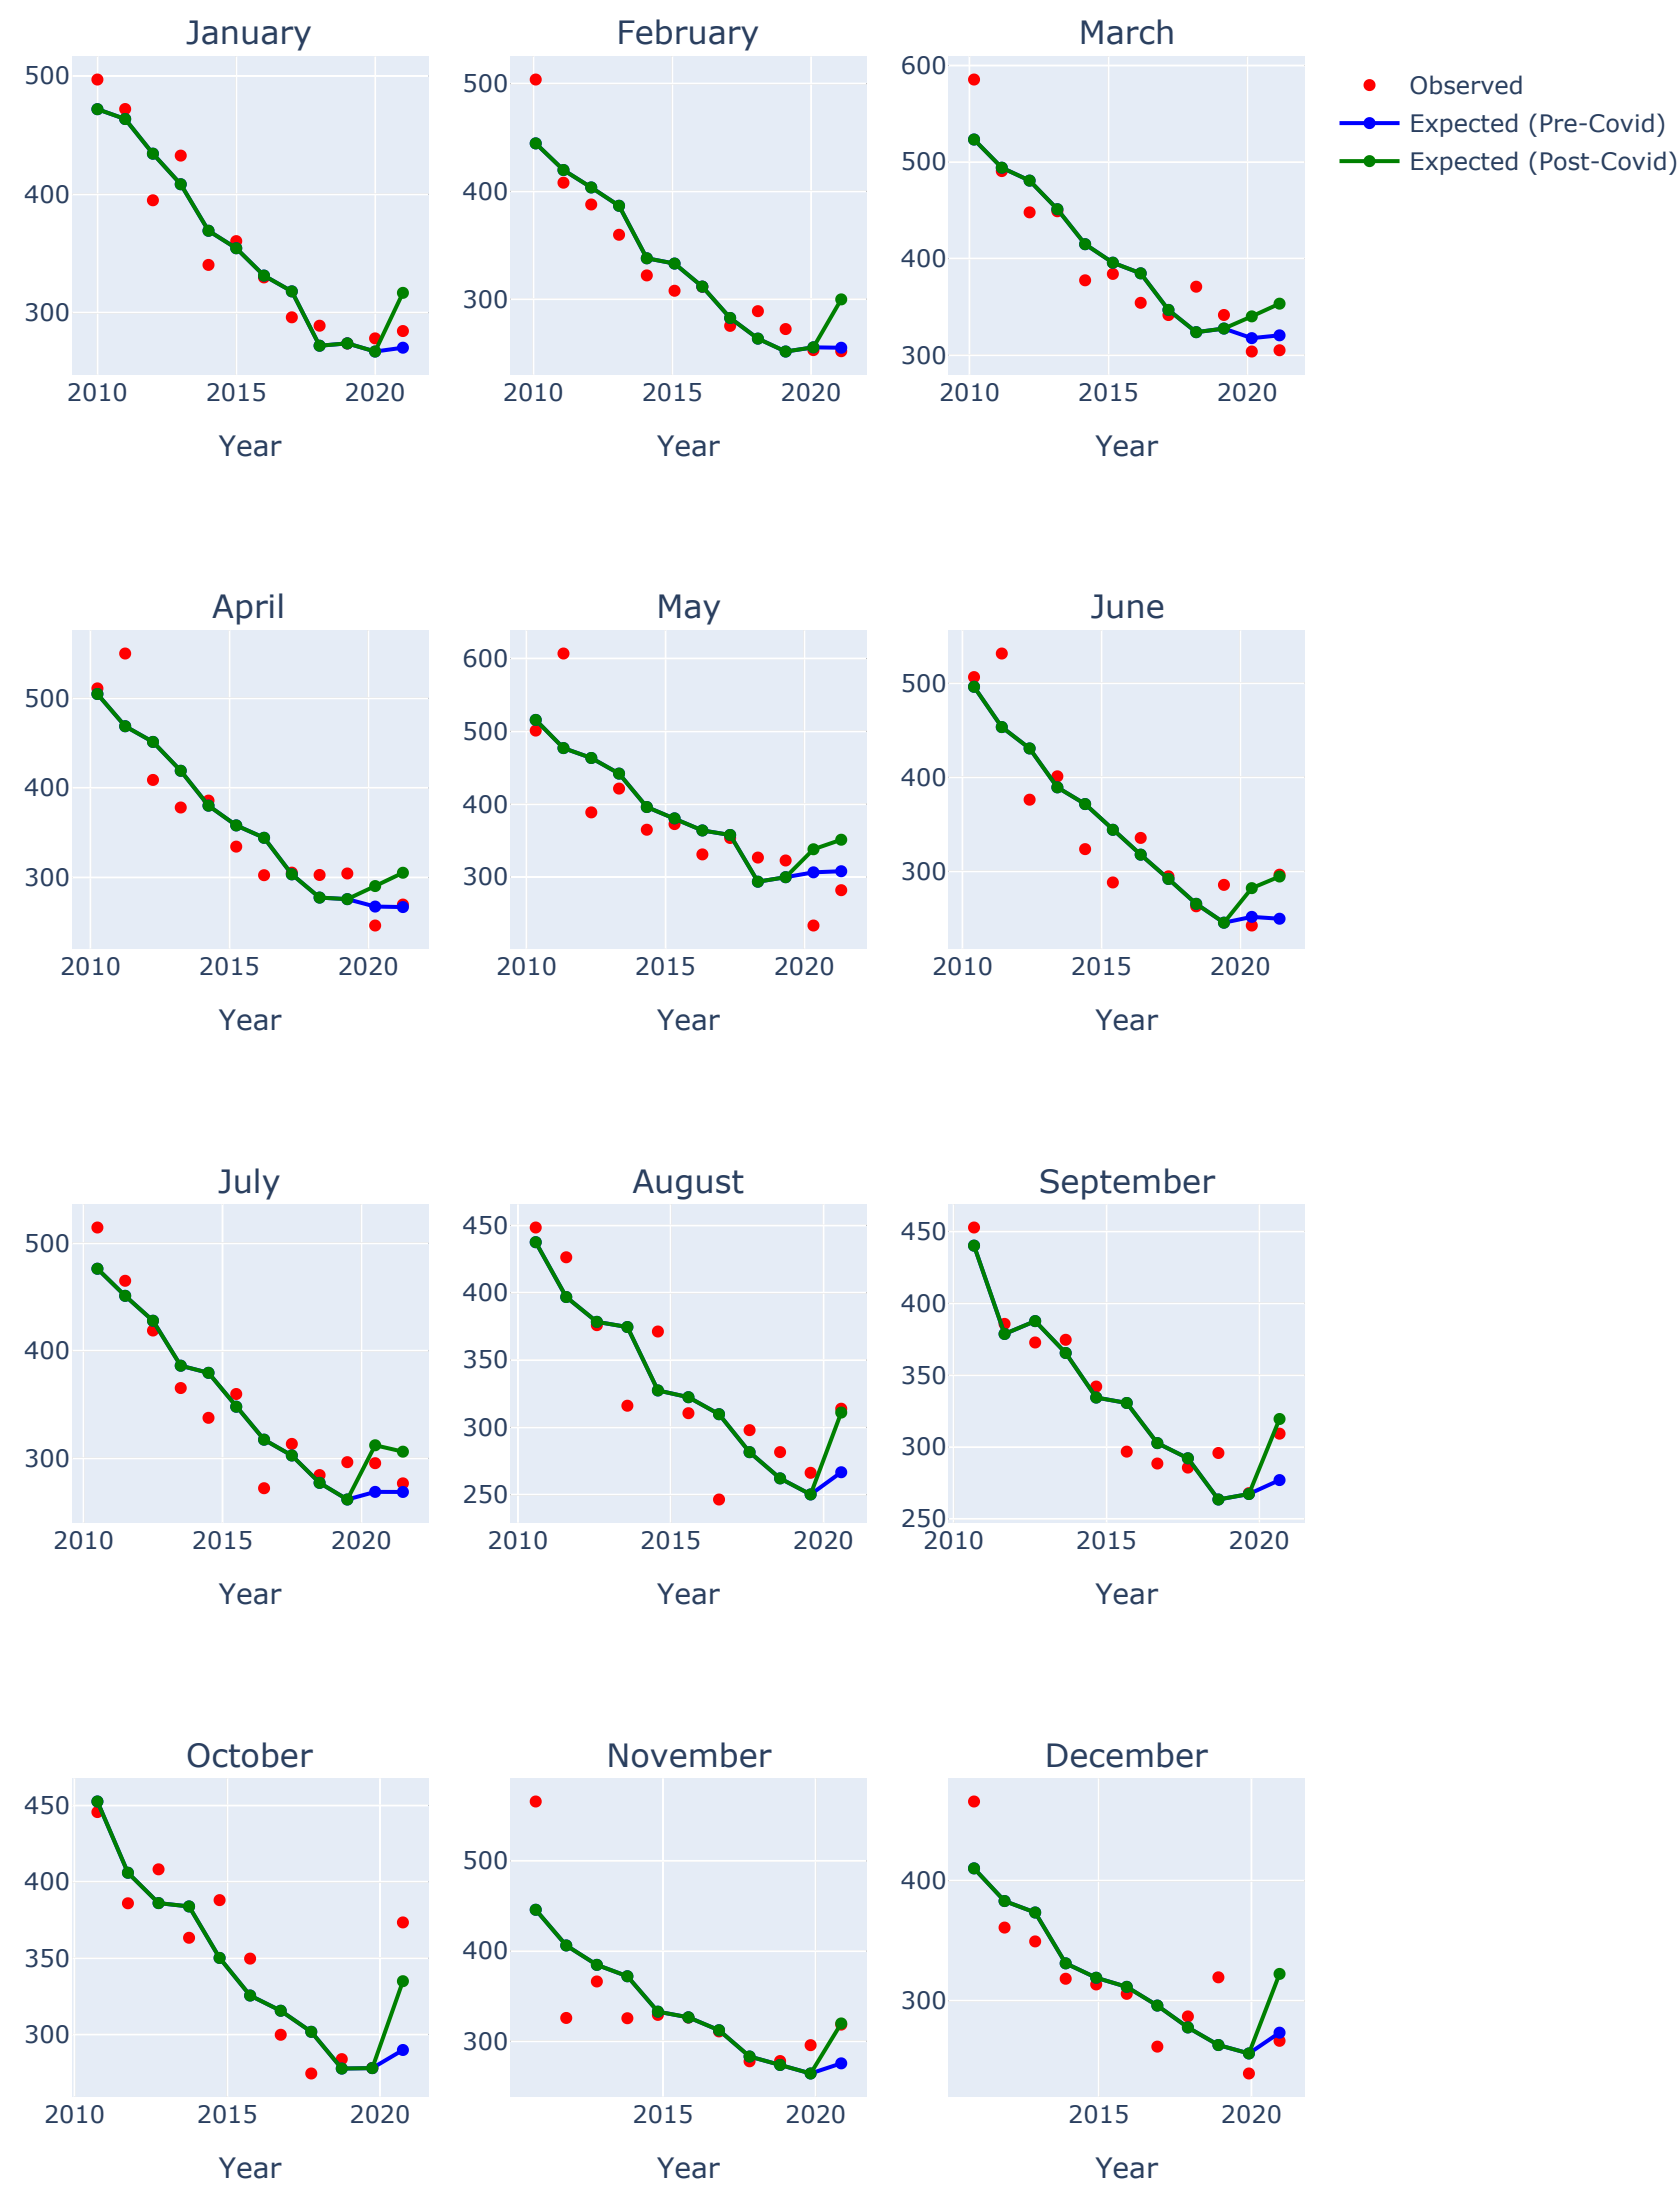 January
February
March
500
400
300
2010 2015 2020
Year
500
400
300
2010 2015 2020
Year
600
500
400
300
2010 2015 2020
Year
Observed
Expected (Pre-Covid)
Expected (Post-Covid)
April
May
June
500
400
300
2010 2015 2020
Year
600
500
400
300
2010 2015 2020
Year
500
400
300
2010 2015 2020
Year
July
August
September
500
400
300
2010 2015 2020
Year
450
400
350
300
250
2010 2015 2020
Year
450
400
350
300
250
2010 2015 2020
Year
October
November
December
450
400
350
300
2010 2015 2020
Year
500
400
300
2015 2020
Year
400
300
2015 2020
Year